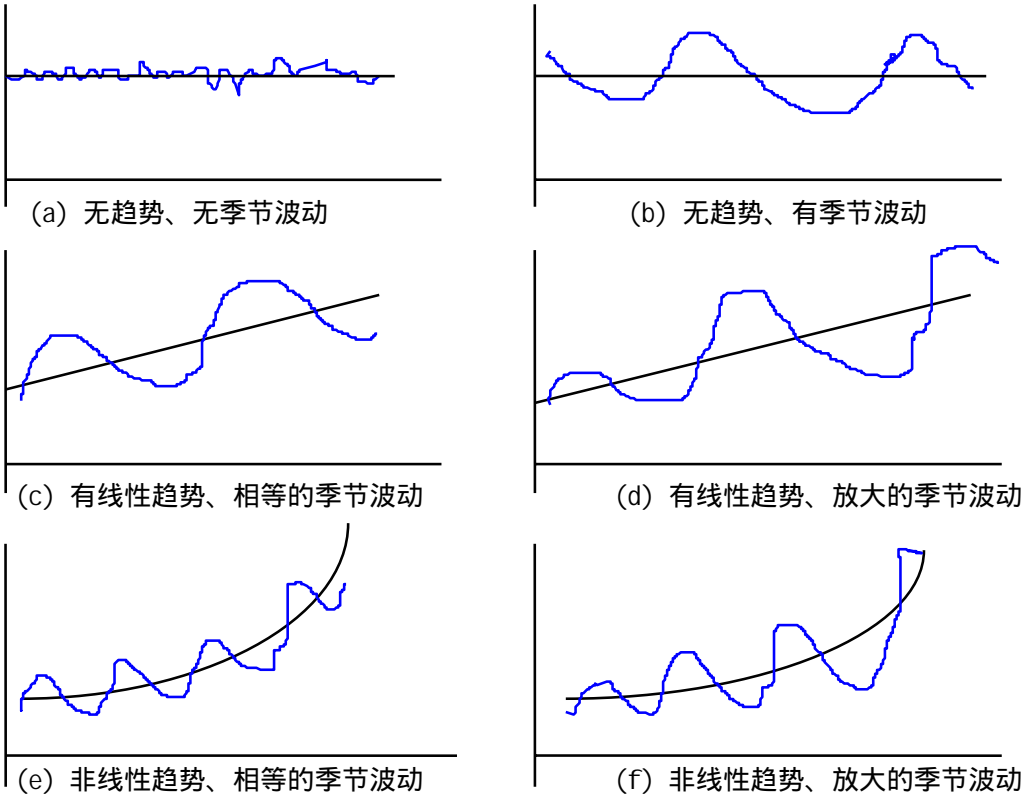 (a) 无趋势、无季节波动
(b) 无趋势、有季节波动
(c) 有线性趋势、相等的季节波动
(d) 有线性趋势、放大的季节波动
(e) 非线性趋势、相等的季节波动
(f) 非线性趋势、放大的季节波动